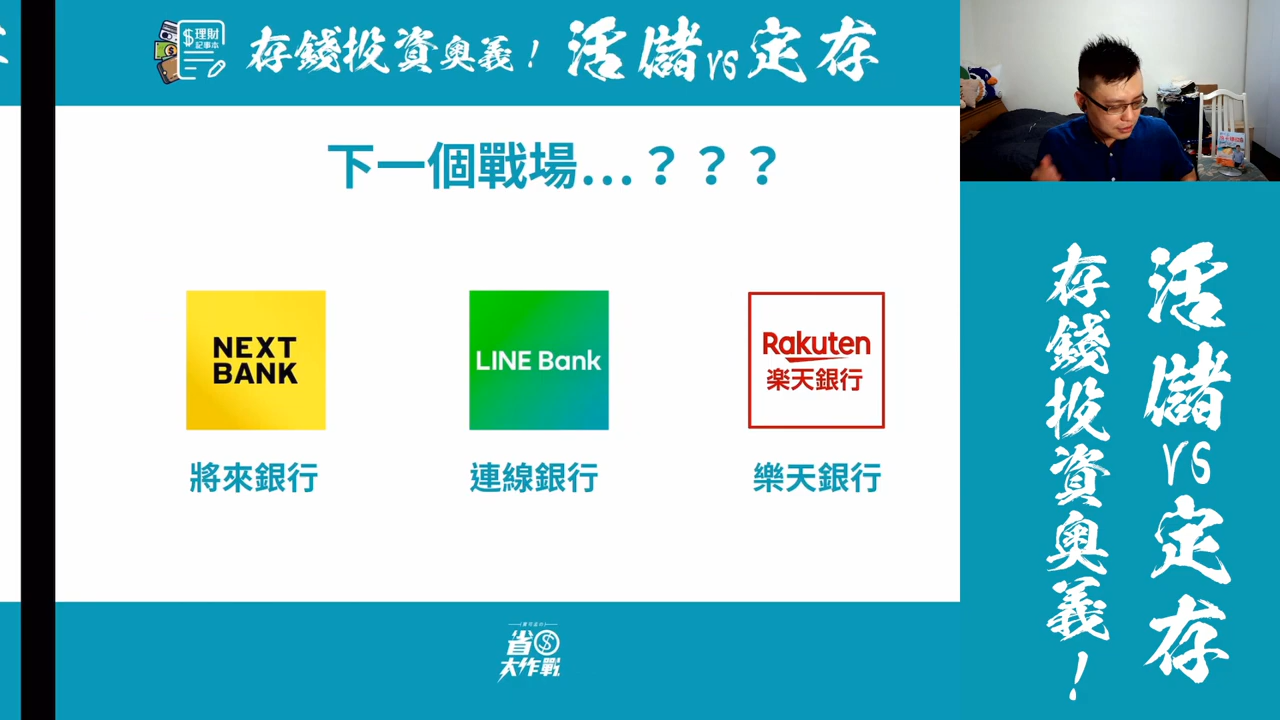 理財
記事本
存錢投資奧義！ 活儲vs定存
下一個戰場...？？？
NEXT
BANK
LINE Bank
Rakuten
楽天銀行
將來銀行
連線銀行
樂天銀行
省
大作戰
活儲vs定存
存錢投資奧義！